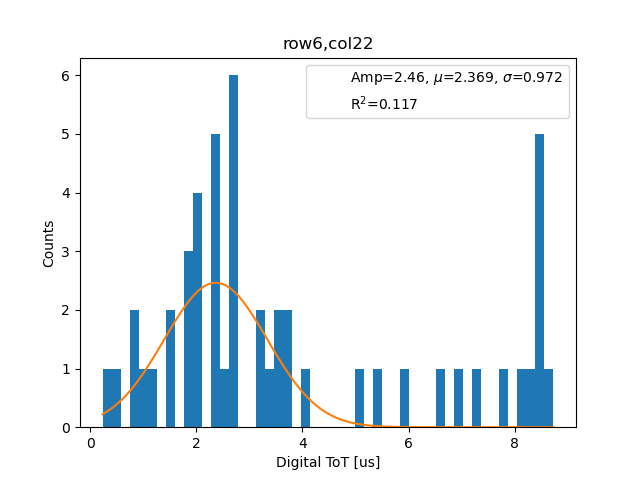 row6,col22
Amp=2.46, μ=2.369, σ=0.972
R²=0.117
Counts
6
5
4
3
2
1
0
0 2 4 6 8
Digital ToT [us]